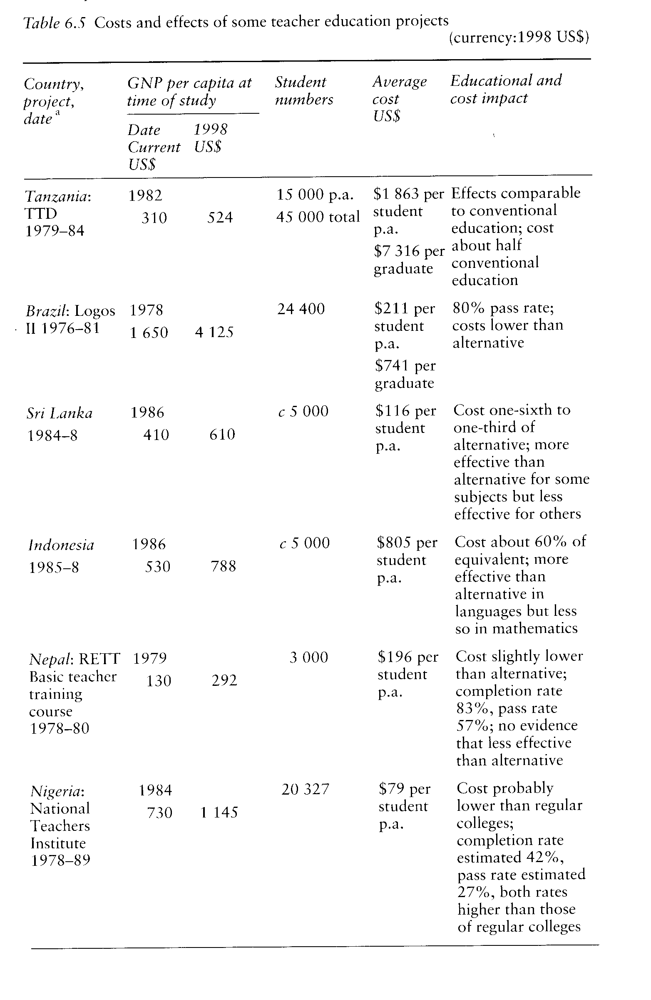 Table 6.5 Costs and effects of some teacher education projects
(currency:1998 US$)
Country, project, date a
GNP per capita at time of study
Date Current US$
1998 US$
Student numbers
Average cost US$
Educational and cost impact
Tanzania:
TTD
1979–84
1982
310 524
15 000 p.a.
45 000 total
$1 863 per
student
p.a.
$7 316 per
graduate
Effects comparable
to conventional
education; cost
about half
conventional
education
Brazil: Logos
II 1976–81
1978
1 650 4 125
24 400
$211 per
student
p.a.
$741 per
graduate
80% pass rate;
costs lower than
alternative
Sri Lanka
1984–8
1986
410 610
c 5 000
$116 per
student
p.a.
Cost one-sixth to
one-third of
alternative; more
effective than
alternative for some
subjects but less
effective for others
Indonesia
1985–8
1986
530 788
c 5 000
$805 per
student
p.a.
Cost about 60% of
equivalent; more
effective than
alternative in
languages but less
so in mathematics
Nepal: RETT
Basic teacher
training
course
1978–80
1979
130 292
3 000
$196 per
student
p.a.
Cost slightly lower
than alternative;
completion rate
83%, pass rate
57%; no evidence
that less effective
than alternative
Nigeria:
National
Teachers
Institute
1978–89
1984
730 1 145
20 327
$79 per
student
p.a.
Cost probably
lower than regular
colleges;
completion rate
estimated 42%,
pass rate estimated
27%, both rates
higher than those
of regular colleges